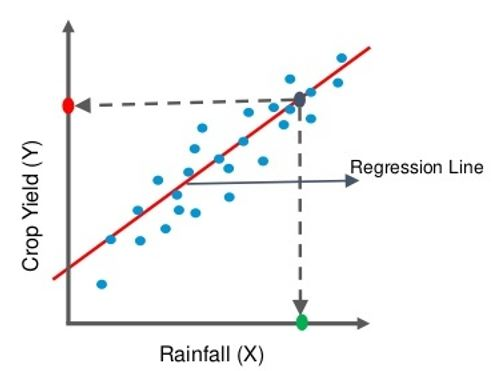 Crop Yield (Y)
Regression Line
Rainfall (X)